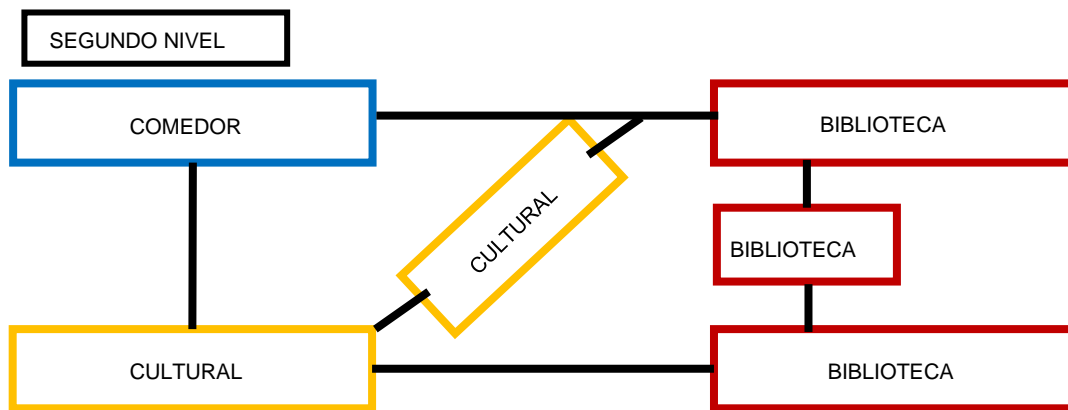 SEGUNDO NIVEL
COMEDOR
BIBLIOTECA
CULTURAL
BIBLIOTECA
CULTURAL
BIBLIOTECA